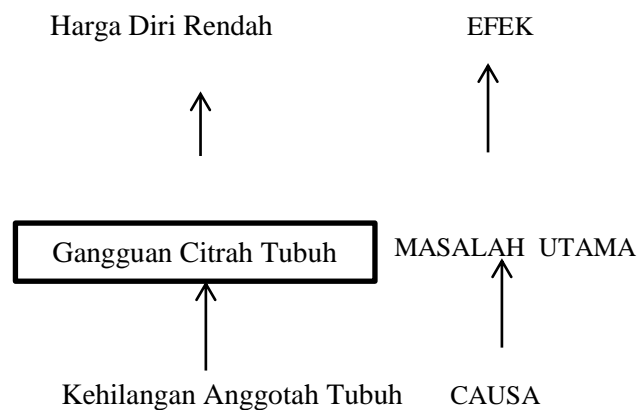 Harga Diri Rendah EFEK
Gangguan Citrah Tubuh MASALAH UTAMA
Kehilangan Anggotah Tubuh CAUSA